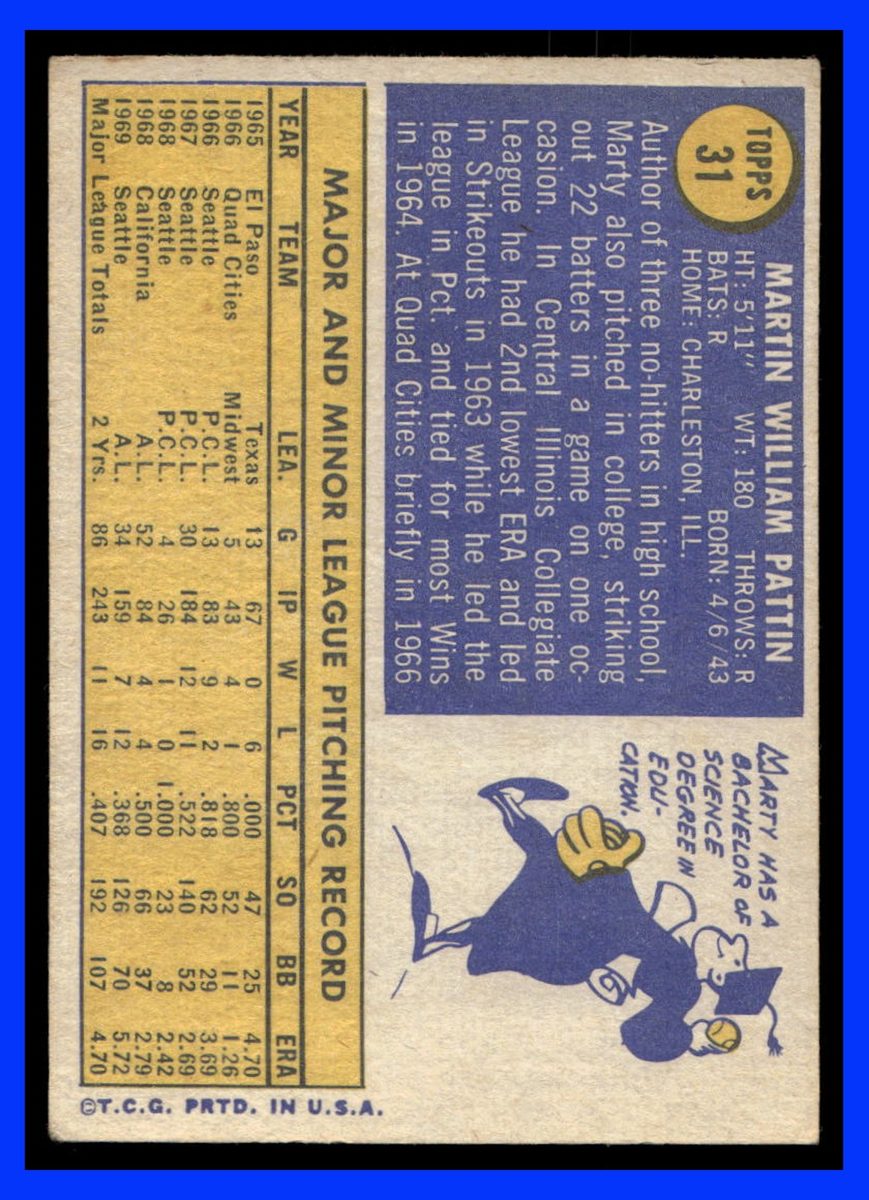 TOPPS
31
MARTIN WILLIAM PATTIN
HT: 5'11" WT: 180 THROWS: R
BATS: R BORN: 4/6/43
HOME: CHARLESTON, ILL.
Author of three no-hitters in high school,
Marty also pitched in college, striking
out 22 batters in a game on one oc-
casion. In Central Illinois Collegiate
League he had 2nd lowest ERA and led
in Strikeouts in 1963 while he led the
league in Pct. and tied for most Wins
in 1964. At Quad Cities briefly in 1966
MARTY HAS A
BACHELOR OF
SCIENCE
DEGREE IN
EDU-
CATION.
MAJOR AND MINOR LEAGUE PITCHING RECORD
YEAR TEAM LEA. G IP W L PCT SO BB ERA
1965 El Paso Texas 13 67 0 6 .000 47 25 4.70
1966 Quad Cities Midwest 5 43 4 1 .800 52 11 1.26
1966 Seattle P.C.L. 13 83 9 2 .818 62 29 3.69
1967 Seattle P.C.L. 30 184 12 11 .522 140 52 2.69
1968 Seattle P.C.L. 4 26 1 0 1.000 23 8 2.42
1968 California A.L. 52 84 4 4 .500 66 37 2.79
1969 Seattle A.L. 34 159 7 12 .368 126 70 5.72
Major League Totals 2 Yrs. 86 243 11 16 .407 192 107 4.70
©T.C.G. PRTD. IN U.S.A.